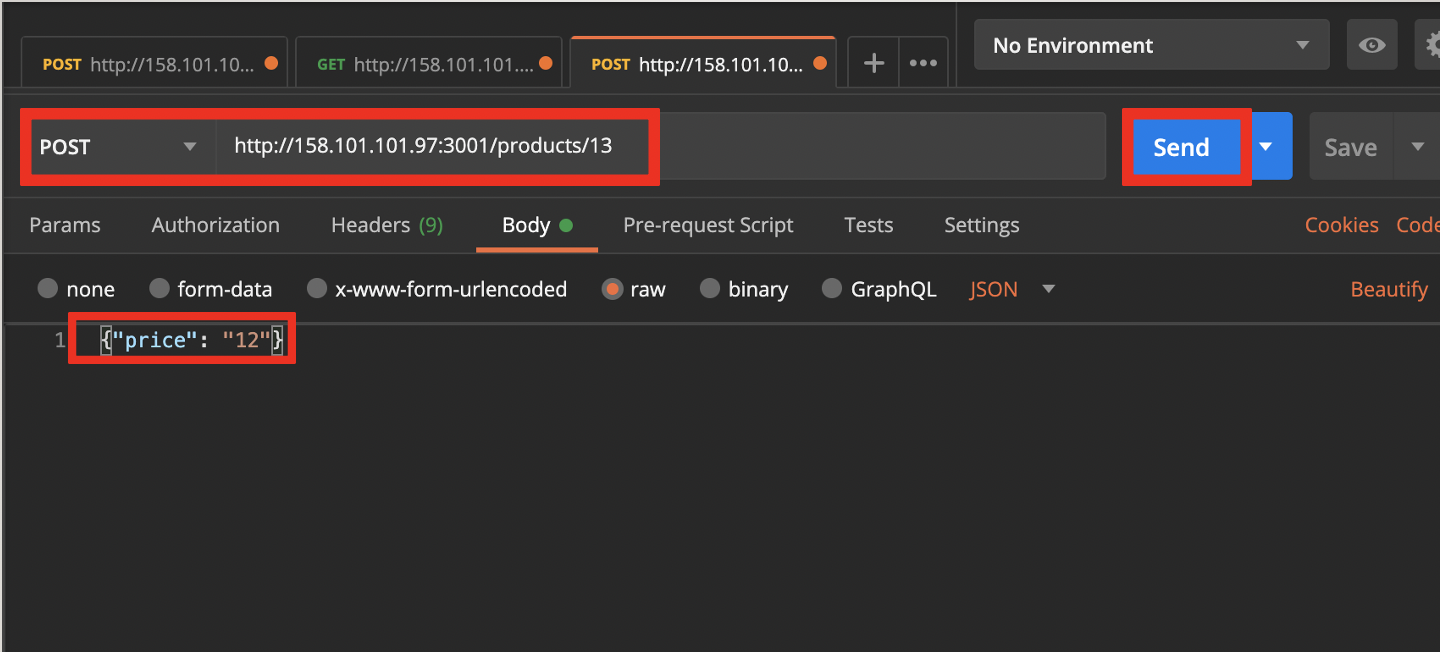 POST http://158.101.10... GET http://158.101.101.... POST http://158.101.10... + ••• No Environment
POST http://158.101.101.97:3001/products/13 Send Save
Params Authorization Headers (9) Body Pre-request Script Tests Settings Cookies Code
none form-data x-www-form-urlencoded raw binary GraphQL JSON Beautify
1 {"price": "12"}